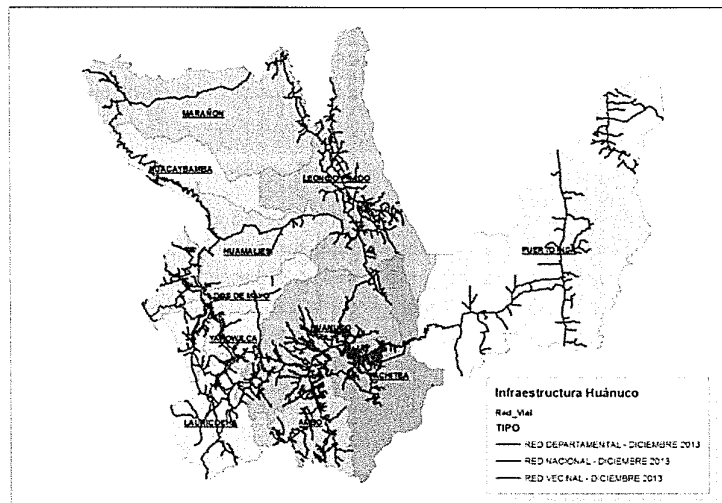 MARAÑON
HUACAYBAMBA
LEONCIO PRADO
HUAMALIES
PUERTO INCA
DOS DE MAYO
HUANUCO
YAROWILCA
PACHITEA
LAURICOCHA
AMBO
Infraestructura Huánuco
Red_Vial
TIPO
RED DEPARTAMENTAL - DICIEMBRE 2013
RED NACIONAL - DICIEMBRE 2013
RED VECINAL - DICIEMBRE 2013